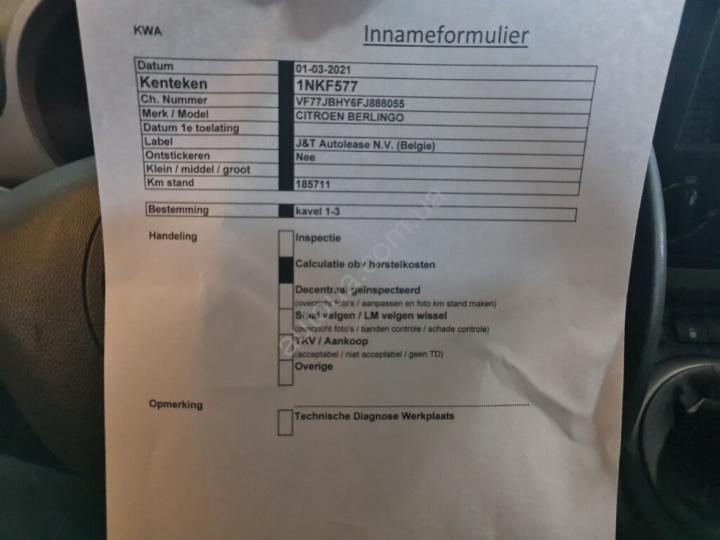 KWA
Innameformulier
Datum 01-03-2021
Kenteken 1NKF577
Ch. Nummer VF77JBHY6FJ888055
Merk / Model CITROEN BERLINGO
Datum 1e toelating
Label J&T Autolease N.V. (Belgie)
Ontstickeren Nee
Klein / middel / groot
Km stand 185711
Bestemming kavel 1-3
Handeling Inspectie
Calculatie obv herstelkosten
Decentraal geïnspecteerd
(overzicht foto's / aanpassen en foto km stand maken)
Soud velgen / LM velgen wissel
(overzicht foto's / banden controle / schade controle)
TKV / Aankoop
(acceptabel / niet acceptabel / geen TD)
Overige
Opmerking
Technische Diagnose Werkplaats